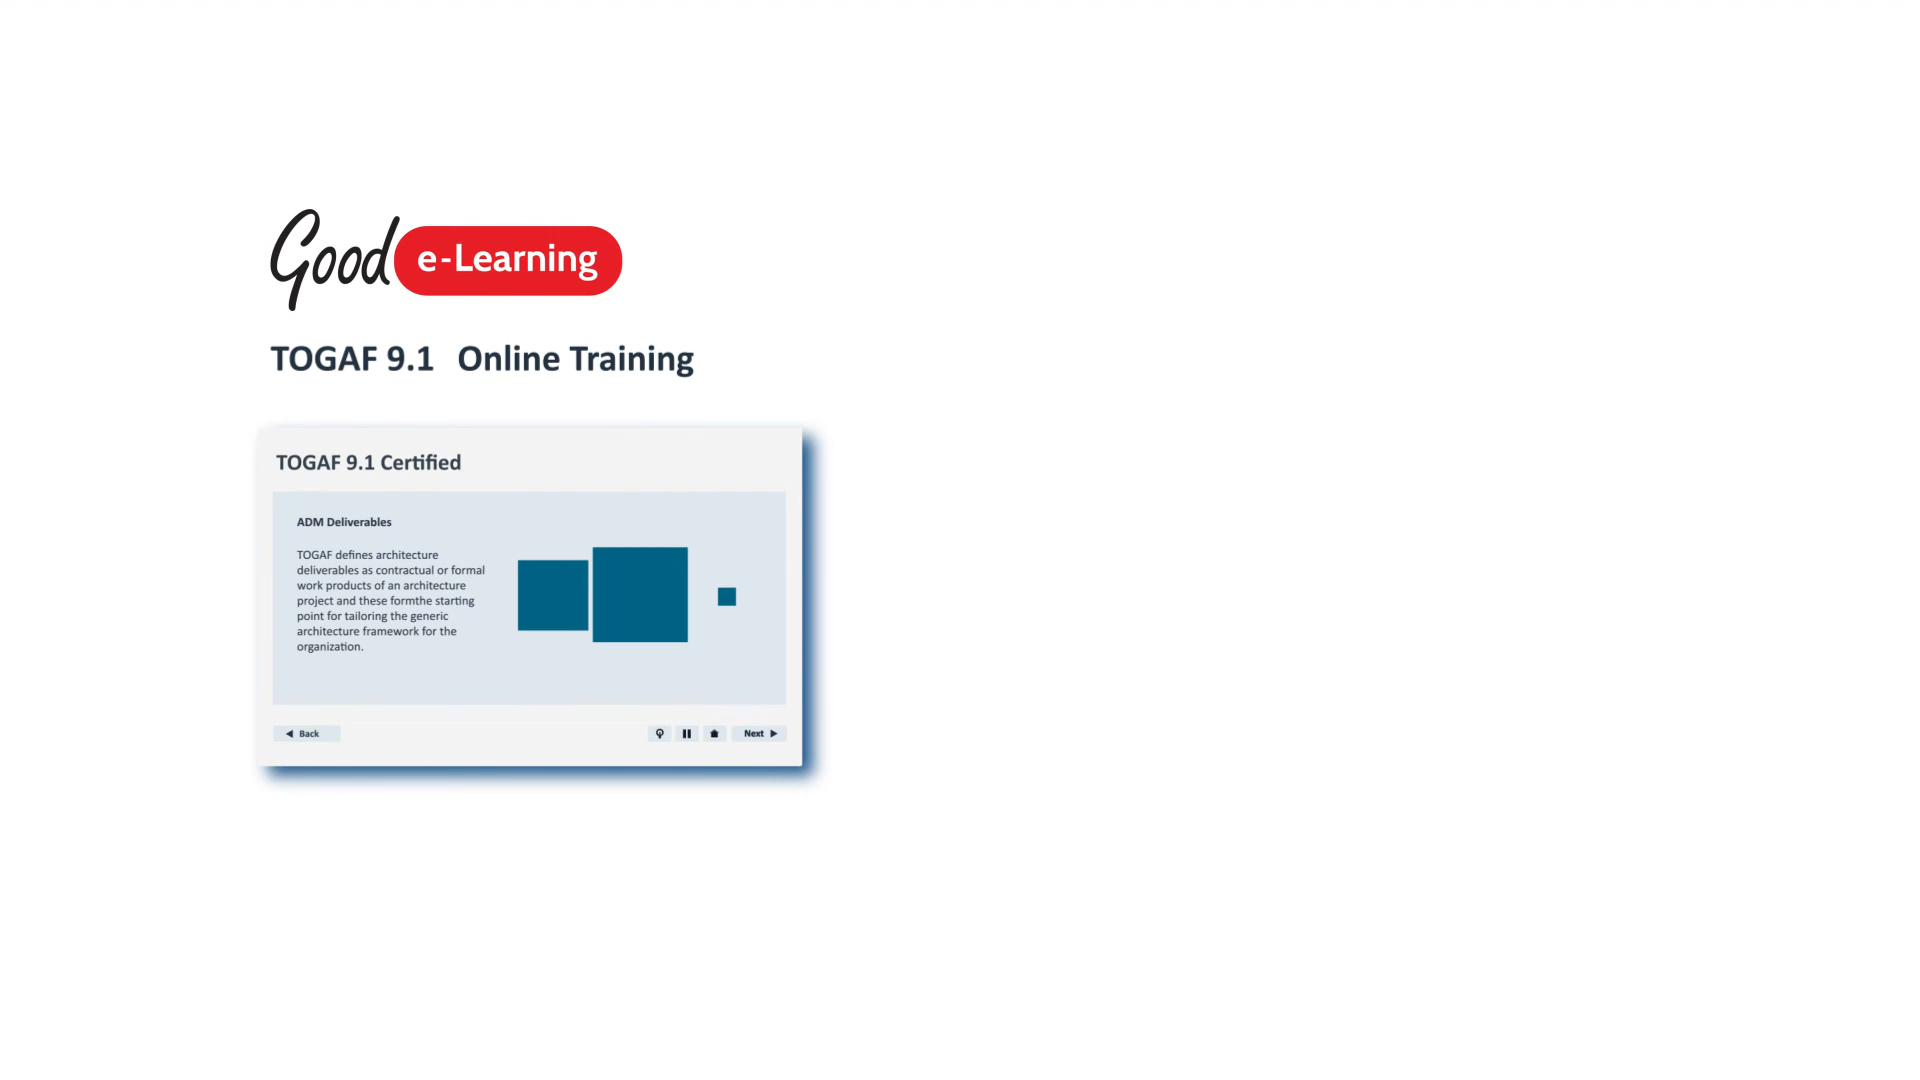 Good e-Learning
TOGAF 9.1 Online Training
TOGAF 9.1 Certified
ADM Deliverables
TOGAF defines architecture
deliverables as contractual or formal
work products of an architecture
project and these formthe starting
point for tailoring the generic
architecture framework for the
organization.
Back
Next